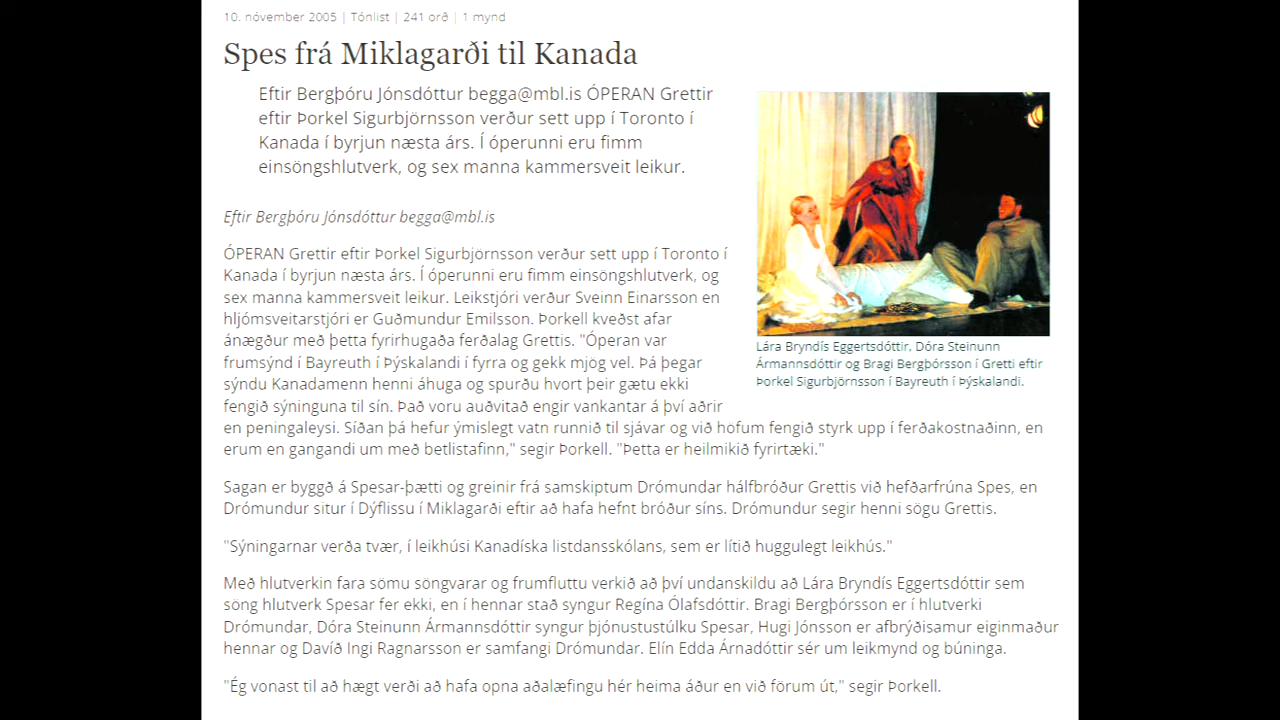 10. nóvember 2005 | Tónlist | 241 orð | 1 mynd
Spes frá Miklagarði til Kanada
Eftir Bergþóru Jónsdóttur begga@mbl.is ÓPERAN Grettir
eftir Þorkel Sigurbjörnsson verður sett upp í Toronto í
Kanada í byrjun næsta árs. Í óperunni eru fimm
einsöngshlutverk, og sex manna kammersveit leikur.
Eftir Bergþóru Jónsdóttur begga@mbl.is
ÓPERAN Grettir eftir Þorkel Sigurbjörnsson verður sett upp í Toronto í
Kanada í byrjun næsta árs. Í óperunni eru fimm einsöngshlutverk, og
sex manna kammersveit leikur. Leikstjóri verður Sveinn Einarsson en
hljómsveitarstjóri er Guðmundur Emilsson. Þorkell kveðst afar
ánægður með þetta fyrirhugaða ferðalag Grettis. "Óperan var
frumsýnd í Bayreuth í Þýskalandi í fyrra og gekk mjög vel. Þá þegar
sýndu Kanadamenn henni áhuga og spurðu hvort þeir gætu ekki
fengið sýninguna til sín. Það voru auðvitað engir vankantar á því aðrir
en peningaleysi. Síðan þá hefur ýmislegt vatn runnið til sjávar og við höfum fengið styrk upp í ferðakostnaðinn, en
erum en gangandi um með betlistafinn," segir Þorkell. "Þetta er heilmikið fyrirtæki."
Lára Bryndís Eggertsdóttir, Dóra Steinunn
Ármannsdóttir og Bragi Bergþórsson í Gretti eftir
Þorkel Sigurbjörnsson í Bayreuth í Þýskalandi.
Sagan er byggð á Spesar-þætti og greinir frá samskiptum Drómundar hálfbróður Grettis við hefðarfrúna Spes, en
Drómundur situr í Dýflissu í Miklagarði eftir að hafa hefnt bróður síns. Drómundur segir henni sögu Grettis.
"Sýningarnar verða tvær, í leikhúsi Kanadíska listdansskólans, sem er lítið huggulegt leikhús."
Með hlutverkin fara sömu söngvarar og frumfluttu verkið að því undanskildu að Lára Bryndís Eggertsdóttir sem
söng hlutverk Spesar fer ekki, en í hennar stað syngur Regína Ólafsdóttir. Bragi Bergþórsson er í hlutverki
Drómundar, Dóra Steinunn Ármannsdóttir syngur þjónustustúlku Spesar, Hugi Jónsson er afbrýðisamur eiginmaður
hennar og Davíð Ingi Ragnarsson er samfangi Drómundar. Elín Edda Árnadóttir sér um leikmynd og búninga.
"Ég vonast til að hægt verði að hafa opna aðalæfingu hér heima áður en við förum út," segir Þorkell.